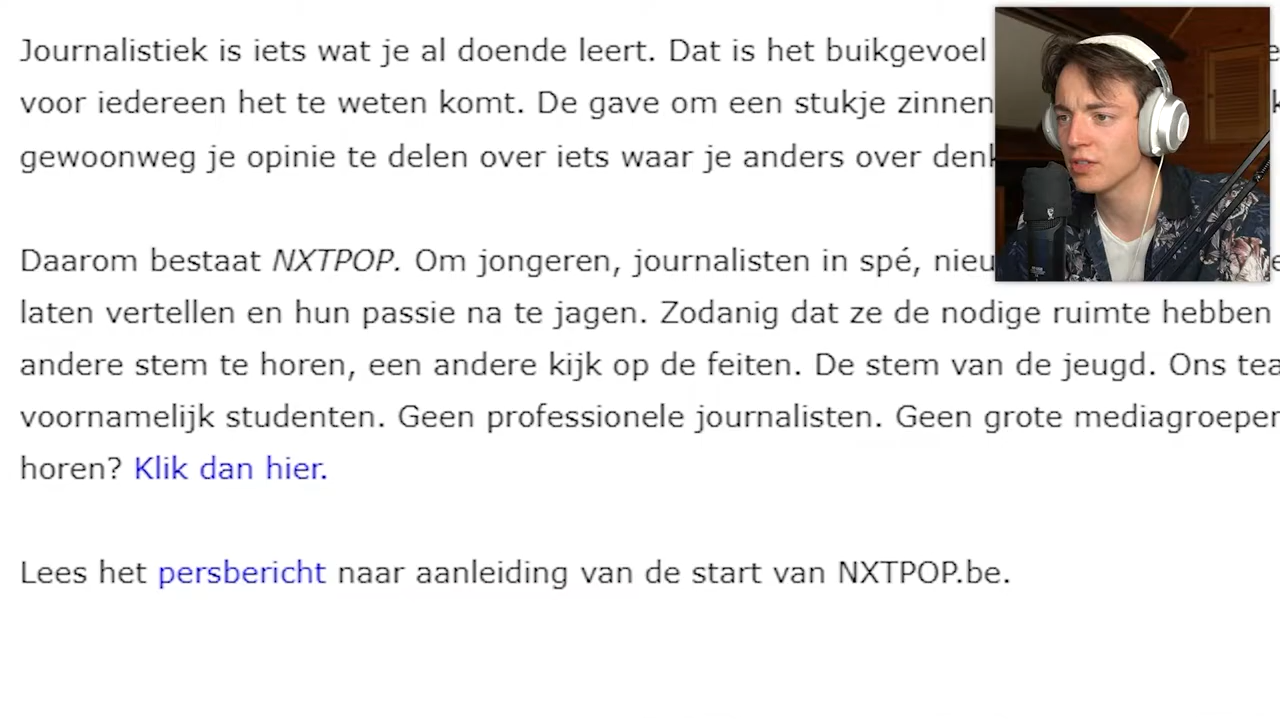 Journalistiek is iets wat je al doende leert. Dat is het buikgevoel
voor iedereen het te weten komt. De gave om een stukje zinnen
gewoonweg je opinie te delen over iets waar je anders over denk
Daarom bestaat NXTPOP. Om jongeren, journalisten in spé,
laten vertellen en hun passie na te jagen. Zodanig dat ze de nodige ruimte hebben
andere stem te horen, een andere kijk op de feiten. De stem van de jeugd. Ons
voornamelijk studenten. Geen professionele journalisten. Geen grote mediagroepen
horen? Klik dan hier.
Lees het persbericht naar aanleiding van de start van NXTPOP.be.